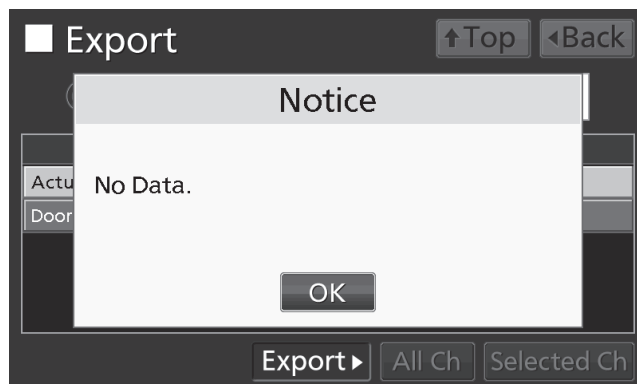 Export
↑Top
◂Back
Notice
Actu
No Data.
Door
OK
Export▸
All Ch
Selected Ch